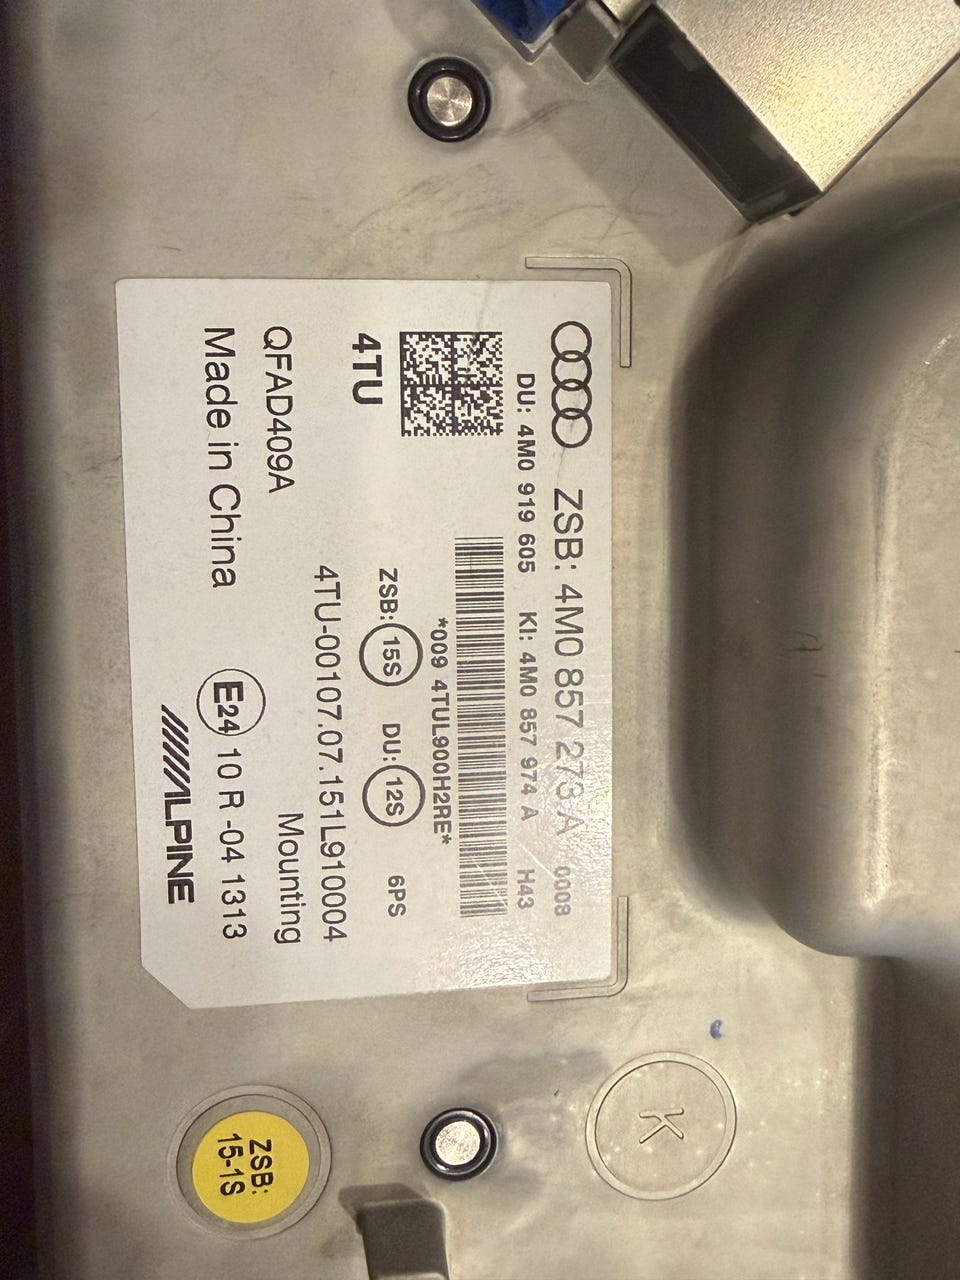 ZSB: 4M0 857 273 A 0008
DU: 4M0 919 605 KI: 4M0 857 974 A H43
*009 4TUL900H2RE*
4TU
ZSB: 15S DU: 12S 6PS
4TU-00107.07.151L910004
QFAD409A
Mounting
Made in China
E24 10 R -04 1313
ALPINE
K
ZSB:
15-1S